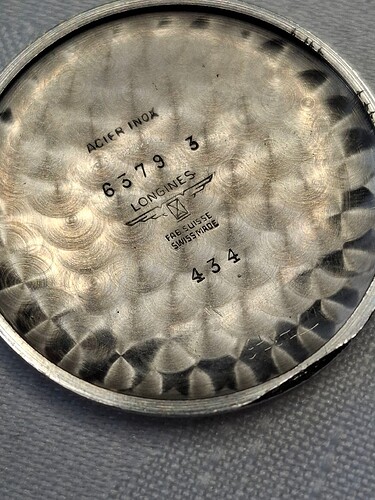 ACIER INOX
6379 3
LONGINES
FAB. SUISSE
SWISS MADE
434